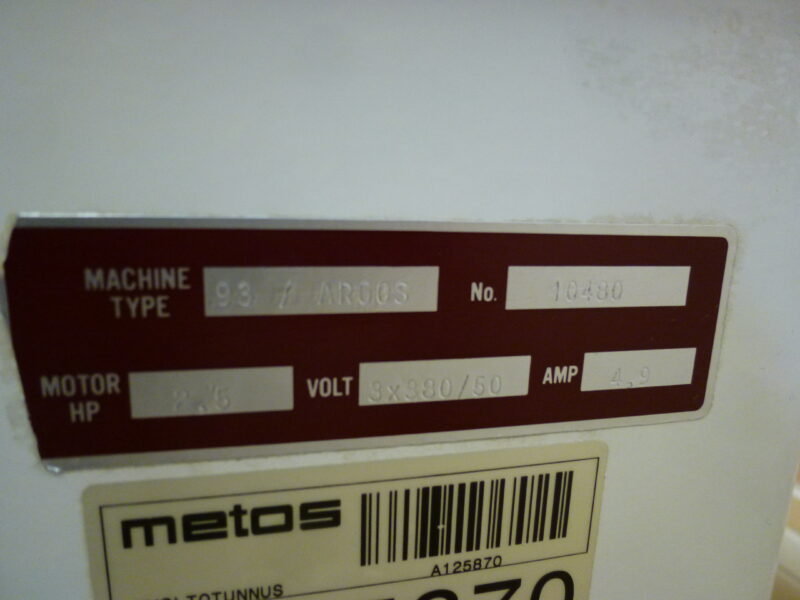 MACHINE TYPE 93 / AR00S No. 10480
MOTOR HP 2,5 VOLT 3x380/50 AMP 4,9
metos
A125870